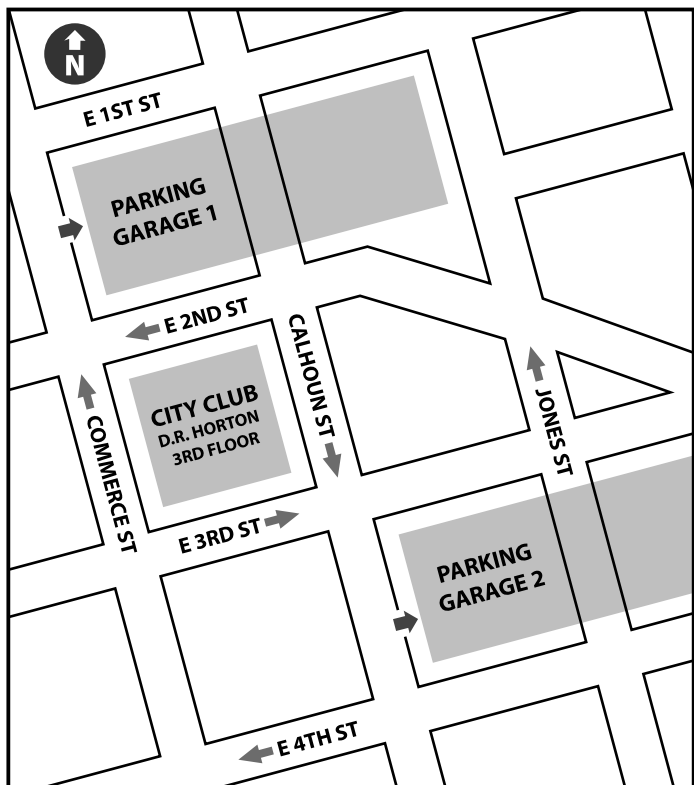 N
E 1ST ST
PARKING
GARAGE 1
E 2ND ST
CALHOUN ST
CITY CLUB
D.R. HORTON
3RD FLOOR
COMMERCE ST
JONES ST
E 3RD ST
PARKING
GARAGE 2
E 4TH ST